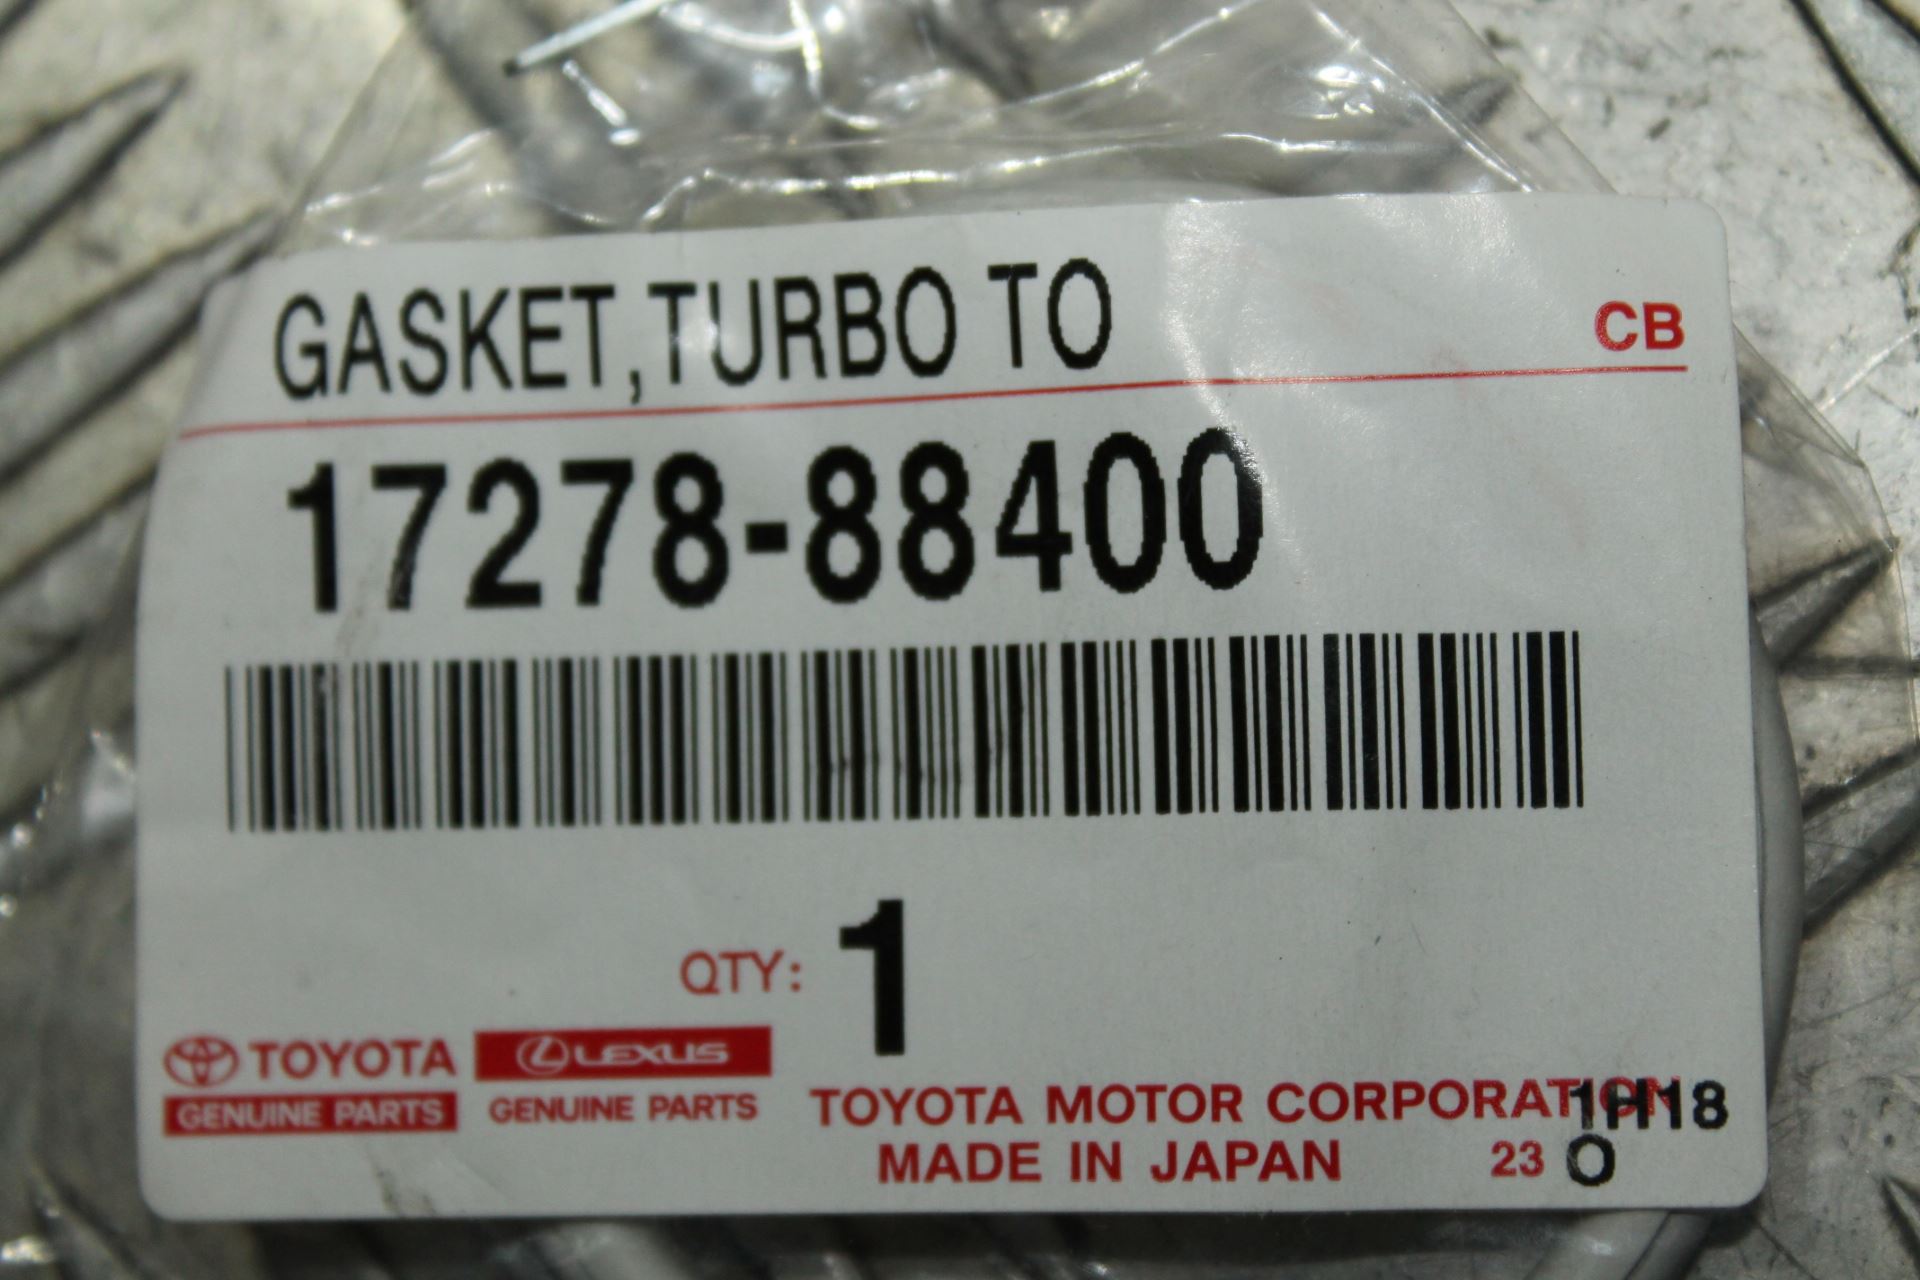 GASKET,TURBO TO
CB
17278-88400
QTY: 1
TOYOTA
GENUINE PARTS
LEXUS
GENUINE PARTS
TOYOTA MOTOR CORPORATION
1H18
MADE IN JAPAN
23 O